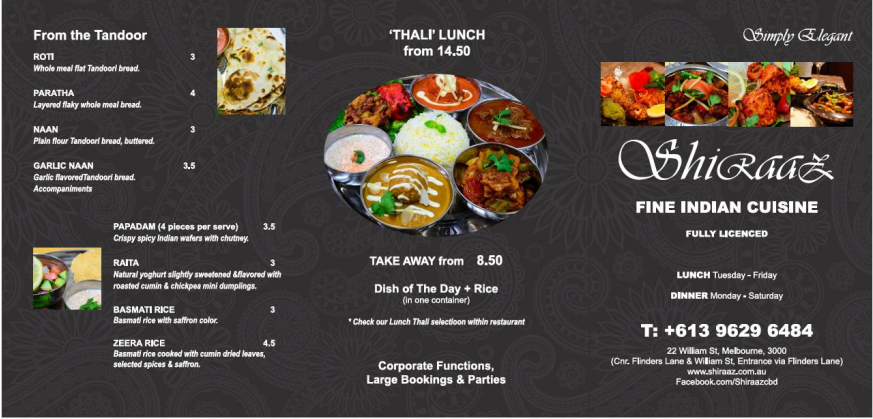 From the Tandoor
ROTI 3
Whole meal flat Tandoori bread.
PARATHA 4
Layered flaky whole meal bread.
NAAN 3
Plain flour Tandoori bread, buttered.
GARLIC NAAN 3.5
Garlic flavoredTandoori bread.
Accompaniments
PAPADAM (4 pieces per serve) 3.5
Crispy spicy Indian wafers with chutney.
RAITA 3
Natural yoghurt slightly sweetened &flavored with
roasted cumin & chickpea mini dumplings.
BASMATI RICE 3
Basmati rice with saffron color.
ZEERA RICE 4.5
Basmati rice cooked with cumin dried leaves,
selected spices & saffron.
'THALI' LUNCH
from 14.50
TAKE AWAY from 8.50
Dish of The Day + Rice
(in one container)
* Check our Lunch Thali selectioon within restaurant
Corporate Functions,
Large Bookings & Parties
Simply Elegant
Shiraaz
FINE INDIAN CUISINE
FULLY LICENCED
LUNCH Tuesday - Friday
DINNER Monday - Saturday
T: +613 9629 6484
22 William St, Melbourne, 3000
(Cnr. Flinders Lane & William St, Entrance via Flinders Lane)
www.shiraaz.com.au
Facebook.com/Shiraazcbd